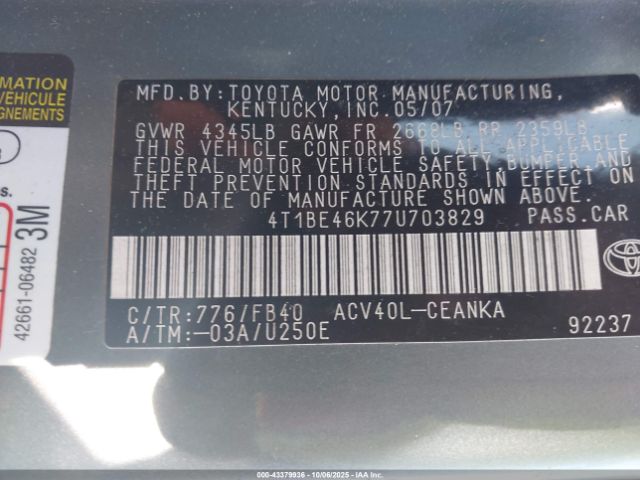 MFD.BY:TOYOTA MOTOR MANUFACTURING,
KENTUCKY, INC.05/07
GVWR 4345LB GAWR FR 2668LB RR 2359LB
THIS VEHICLE CONFORMS TO ALL APPLICABLE
FEDERAL MOTOR VEHICLE SAFETY,BUMPER,AND
THEFT PREVENTION STANDARDS IN EFFECT ON
THE DATE OF MANUFACTURE SHOWN ABOVE.
4T1BE46K77U703829 PASS.CAR
C/TR:776/FB40 ACV40L-CEANKA
A/TM:-03A/U250E
92237
MATION
VEHICULE
GNEMENTS
s.
42661-06482 3M
000-43379936 - 10/06/2025 - IAA Inc.